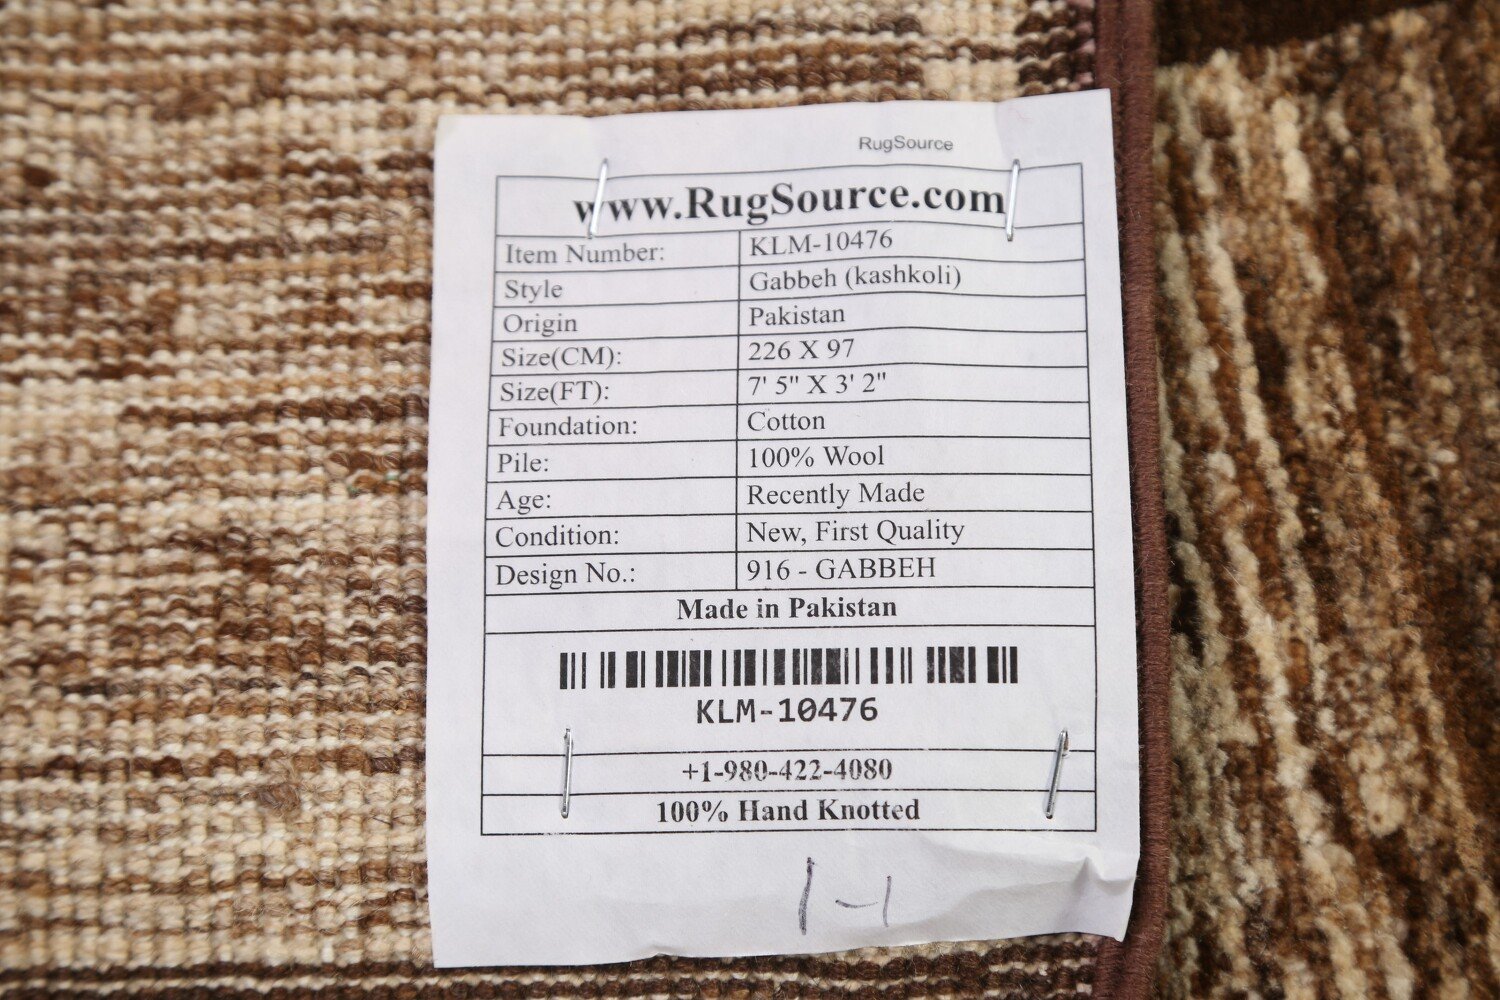 RugSource
www.RugSource.com
Item Number: KLM-10476
Style Gabbeh (kashkoli)
Origin Pakistan
Size(CM): 226 X 97
Size(FT): 7' 5" X 3' 2"
Foundation: Cotton
Pile: 100% Wool
Age: Recently Made
Condition: New, First Quality
Design No.: 916 - GABBEH
Made in Pakistan
KLM-10476
+1-980-422-4080
100% Hand Knotted
1-1